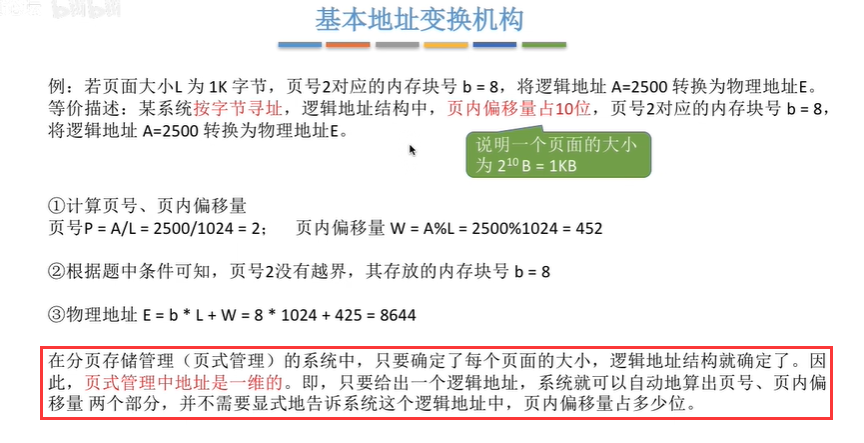 bilibili
基本地址变换机构
例：若页面大小L 为 1K 字节，页号2对应的内存块号 b = 8，将逻辑地址 A=2500 转换为物理地址E。
等价描述：某系统按字节寻址，逻辑地址结构中，页内偏移量占10位，页号2对应的内存块号 b = 8，
将逻辑地址 A=2500 转换为物理地址E。
说明一个页面的大小
为 2¹⁰ B = 1KB
①计算页号、页内偏移量
页号P = A/L = 2500/1024 = 2； 页内偏移量 W = A%L = 2500%1024 = 452
②根据题中条件可知，页号2没有越界，其存放的内存块号 b = 8
③物理地址 E = b * L + W = 8 * 1024 + 425 = 8644
在分页存储管理（页式管理）的系统中，只要确定了每个页面的大小，逻辑地址结构就确定了。因
此，页式管理中地址是一维的。即，只要给出一个逻辑地址，系统就可以自动地算出页号、页内偏
移量 两个部分，并不需要显式地告诉系统这个逻辑地址中，页内偏移量占多少位。